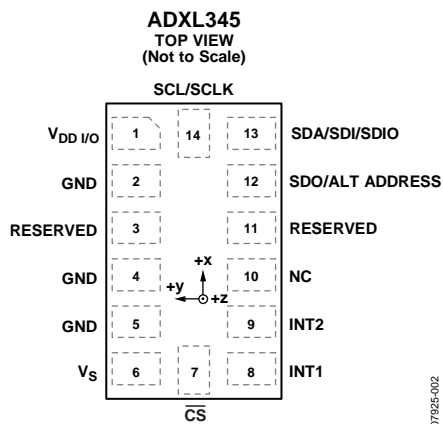 ADXL345
TOP VIEW
(Not to Scale)
SCL/SCLK
VDD I/O 1 14 13 SDA/SDI/SDIO
GND 2 12 SDO/ALT ADDRESS
RESERVED 3 11 RESERVED
+x
GND 4 10 NC
+y +z
GND 5 9 INT2
VS 6 7 8 INT1
CS
07925-002